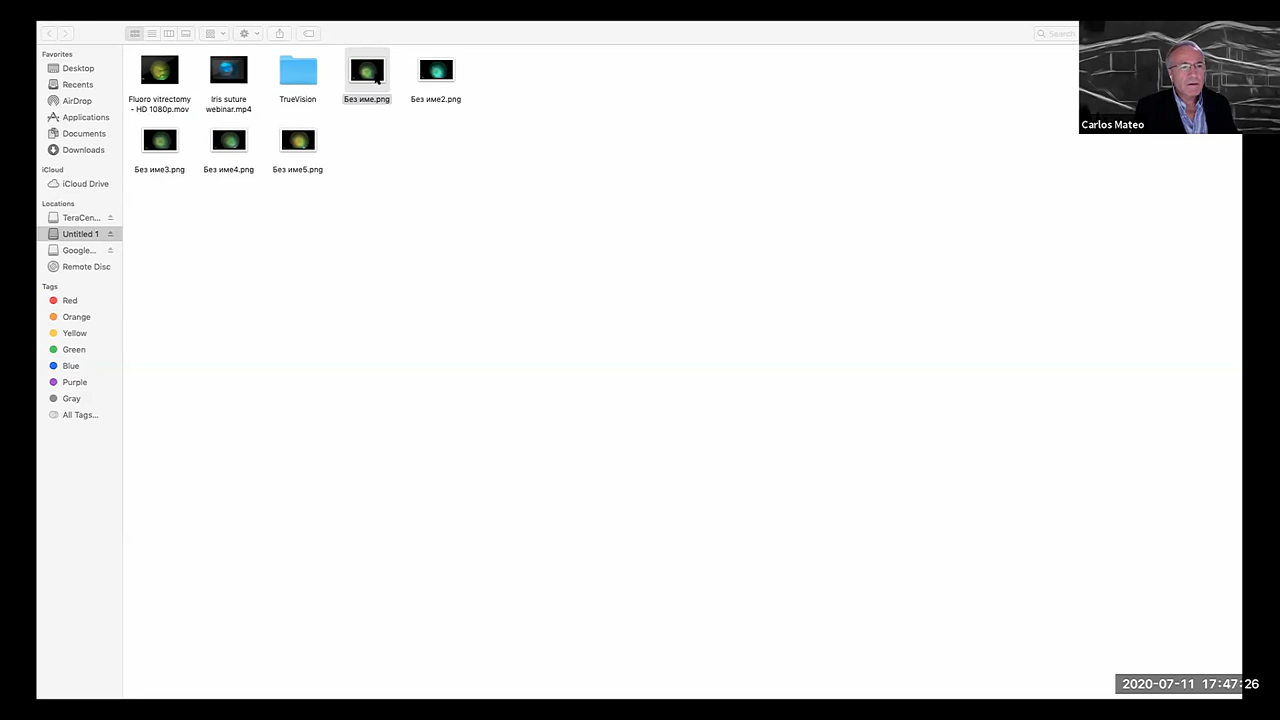 Search
Favorites
Desktop
Recents
AirDrop
Applications
Documents
Downloads
iCloud
iCloud Drive
Locations
TeraCen...
Untitled 1
Google...
Remote Disc
Tags
Red
Orange
Yellow
Green
Blue
Purple
Gray
All Tags...
Fluoro vitrectomy
- HD 1080p.mov
Iris suture
webinar.mp4
TrueVision
Без име.png
Без име2.png
Без име3.png
Без име4.png
Без име5.png
Carlos Mateo
2020-07-11 17:47:26